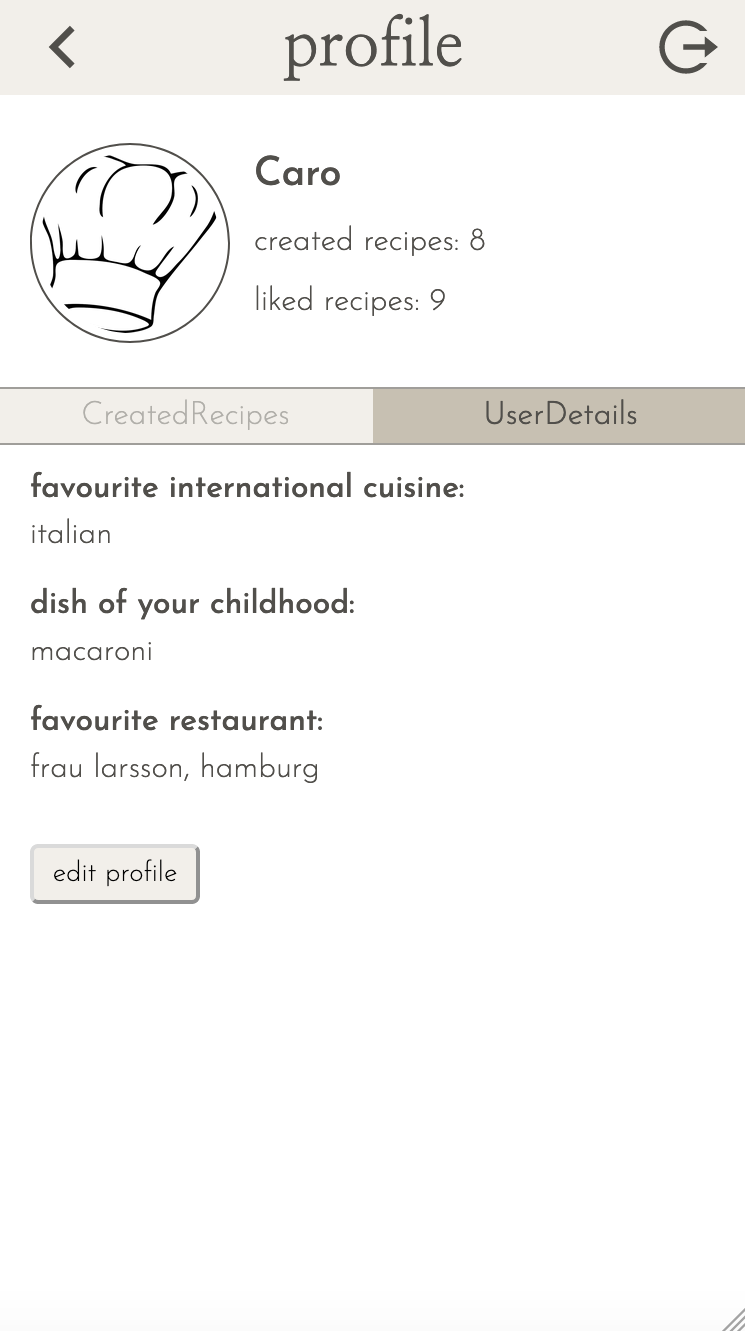 profile
Caro
created recipes: 8
liked recipes: 9
CreatedRecipes
UserDetails
favourite international cuisine:
italian
dish of your childhood:
macaroni
favourite restaurant:
frau larsson, hamburg
edit profile